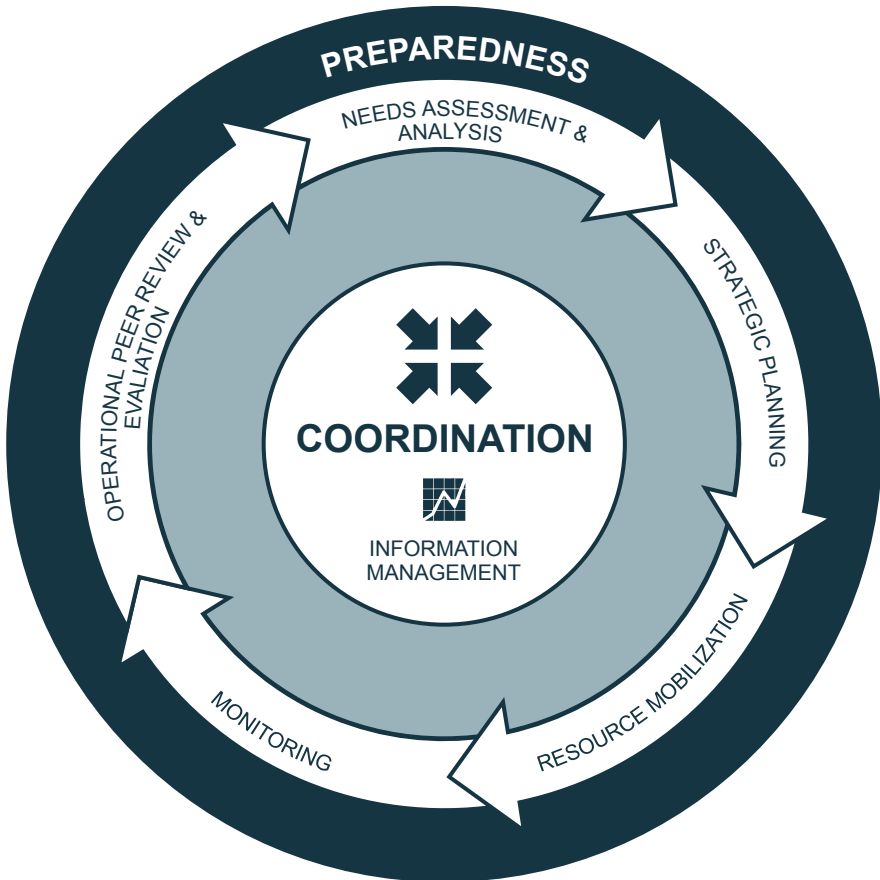 PREPAREDNESS
NEEDS ASSESSMENT &
ANALYSIS
STRATEGIC PLANNING
RESOURCE MOBILIZATION
MONITORING
OPERATIONAL PEER REVIEW &
EVALIATION
COORDINATION
INFORMATION
MANAGEMENT